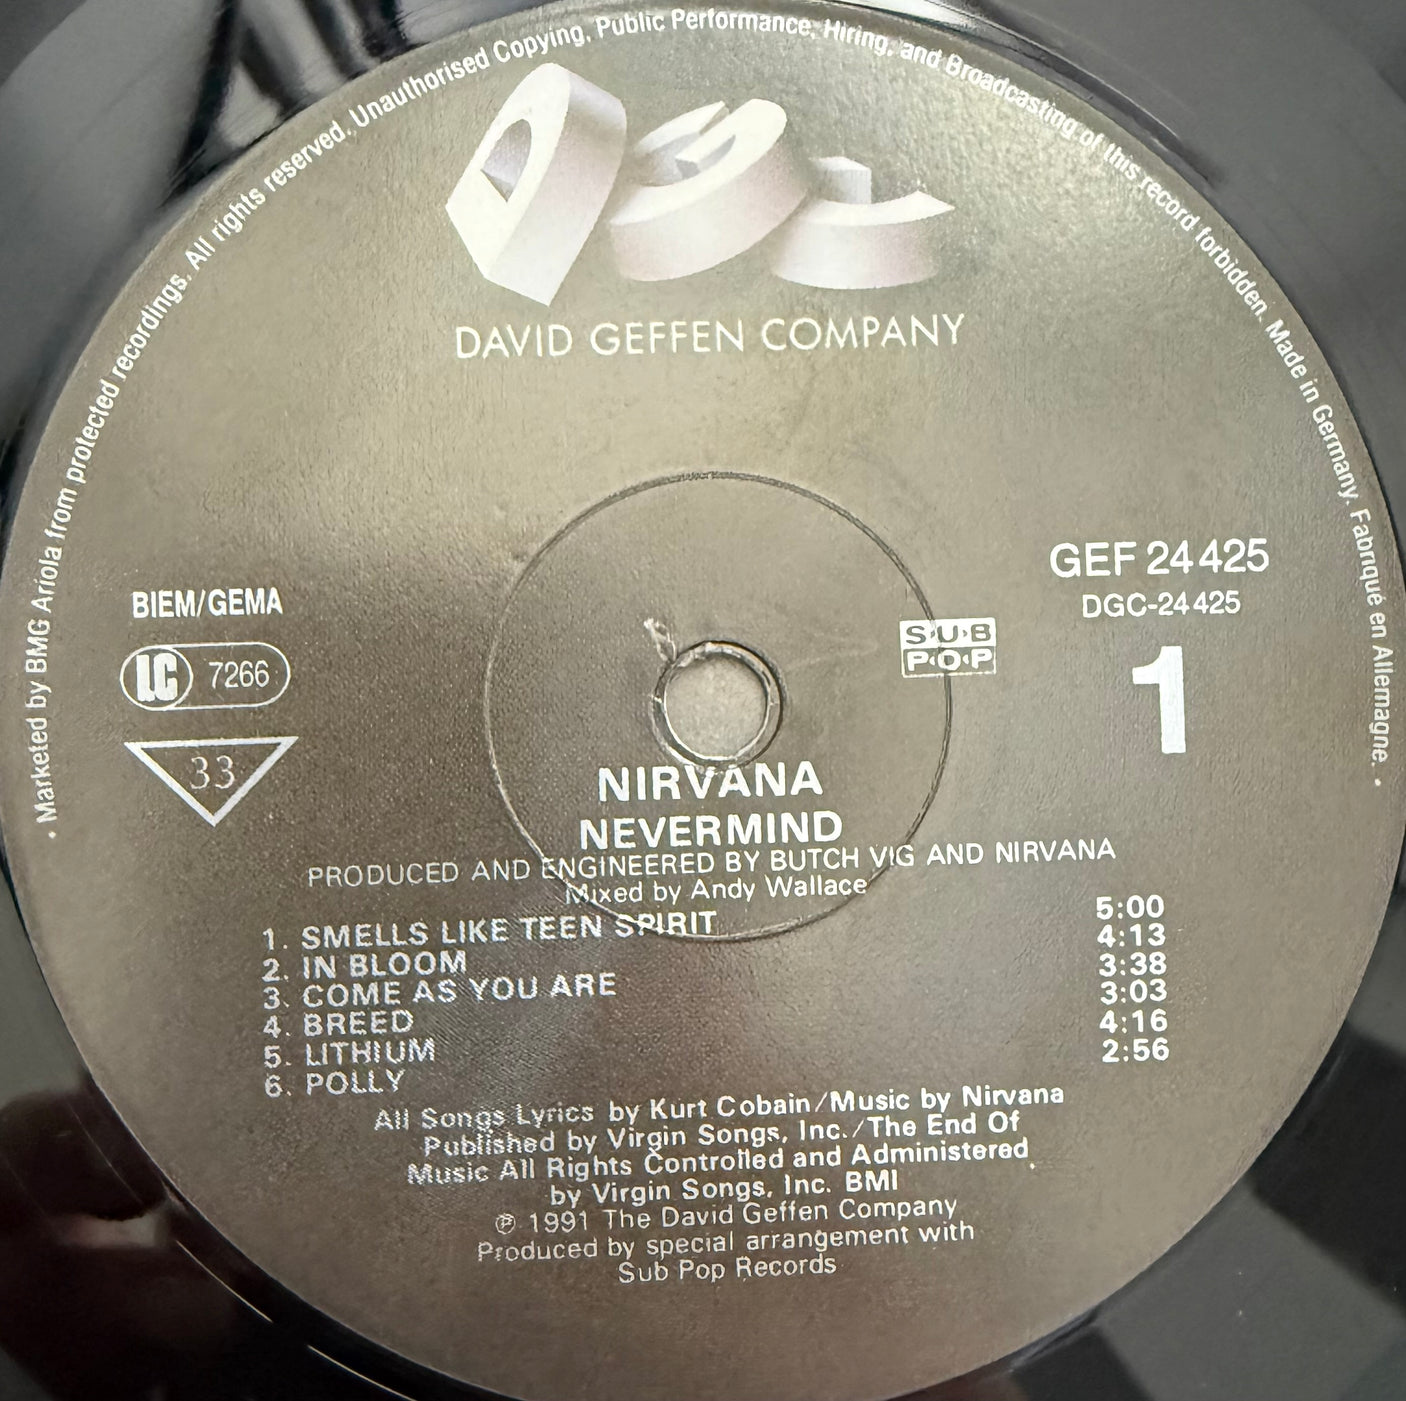 • Marketed by BMG Ariola from protected recordings. All rights reserved. Unauthorised Copying, Public Performance, Hiring, and Broadcasting of this record forbidden. Made in Germany. Fabriqué en Allemagne. •
DGC
DAVID GEFFEN COMPANY
BIEM/GEMA
LC 7266
33
GEF 24 425
DGC-24 425
SUB
POP
1
NIRVANA
NEVERMIND
PRODUCED AND ENGINEERED BY BUTCH VIG AND NIRVANA
Mixed by Andy Wallace
1. SMELLS LIKE TEEN SPIRIT 5:00
2. IN BLOOM 4:13
3. COME AS YOU ARE 3:38
4. BREED 3:03
5. LITHIUM 4:16
6. POLLY 2:56
All Songs Lyrics by Kurt Cobain/Music by Nirvana
Published by Virgin Songs, Inc./The End Of
Music All Rights Controlled and Administered
by Virgin Songs, Inc. BMI
℗ 1991 The David Geffen Company
Produced by special arrangement with
Sub Pop Records